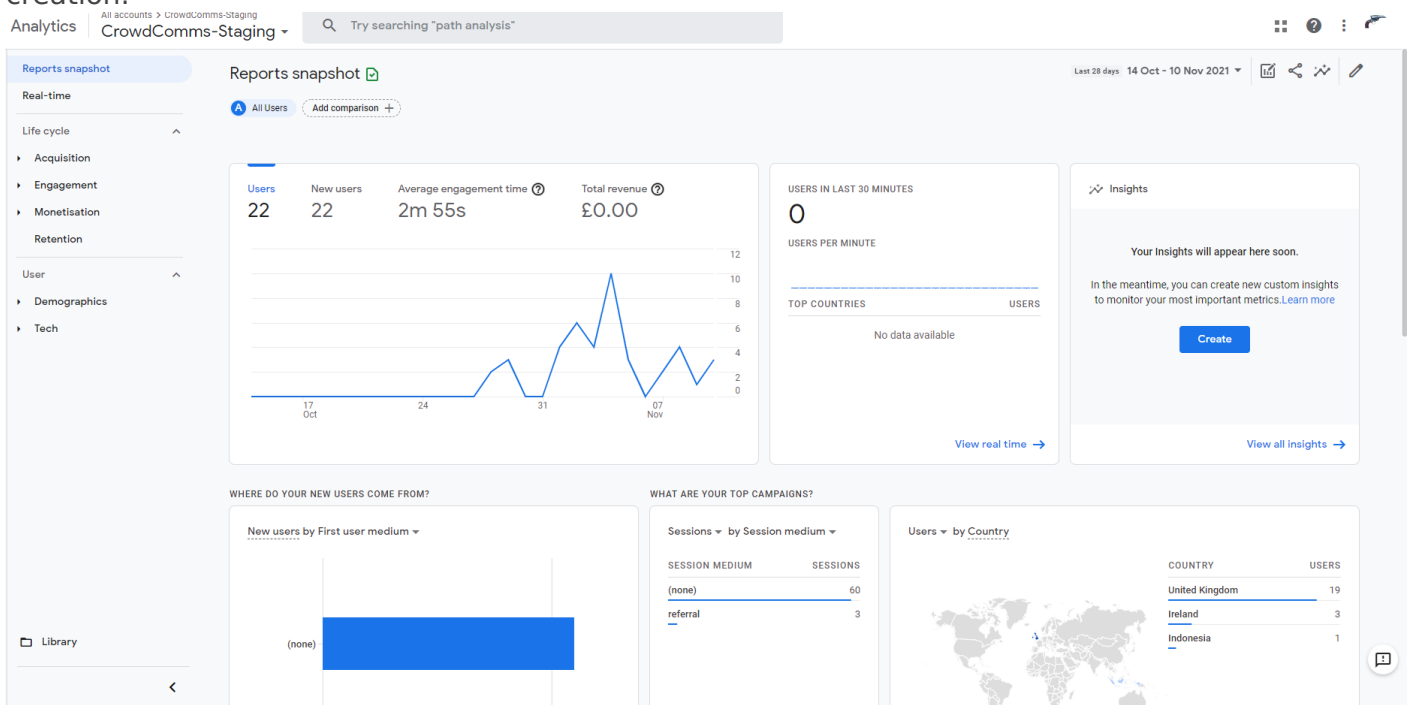 creation.
All accounts > CrowdComms-Staging
Analytics CrowdComms-Staging
Try searching "path analysis"
Reports snapshot
Real-time
Life cycle
Acquisition
Engagement
Monetisation
Retention
User
Demographics
Tech
Library
Reports snapshot
Last 28 days 14 Oct - 10 Nov 2021
A All Users Add comparison +
Users New users Average engagement time Total revenue
22 22 2m 55s £0.00
12
10
8
6
4
2
0
17 24 31 07
Oct Nov
USERS IN LAST 30 MINUTES
0
USERS PER MINUTE
TOP COUNTRIES USERS
No data available
View real time
Insights
Your Insights will appear here soon.
In the meantime, you can create new custom insights
to monitor your most important metrics.Learn more
Create
View all insights
WHERE DO YOUR NEW USERS COME FROM?
New users by First user medium
(none)
WHAT ARE YOUR TOP CAMPAIGNS?
Sessions by Session medium
SESSION MEDIUM SESSIONS
(none) 60
referral 3
Users by Country
COUNTRY USERS
United Kingdom 19
Ireland 3
Indonesia 1